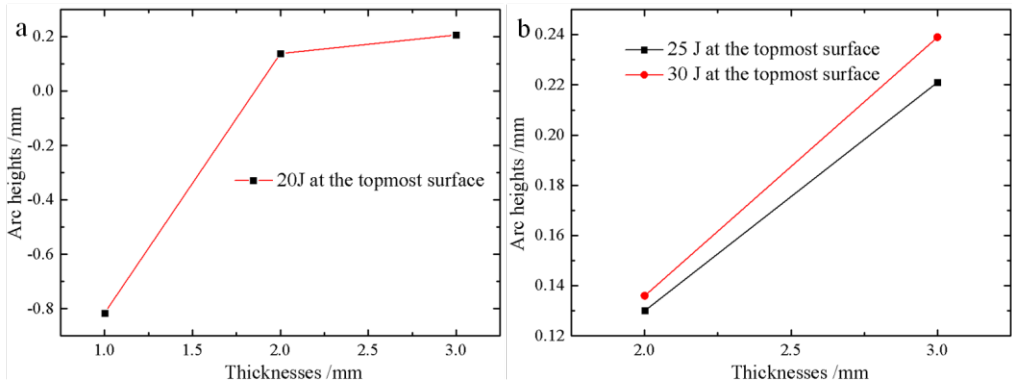 a
Arc heights /mm
0.2
0.0
-0.2
-0.4
-0.6
-0.8
20J at the topmost surface
1.0 1.5 2.0 2.5 3.0
Thicknesses /mm
b
Arc heights /mm
0.24
0.22
0.20
0.18
0.16
0.14
0.12
25 J at the topmost surface
30 J at the topmost surface
2.0 2.5 3.0
Thicknesses /mm